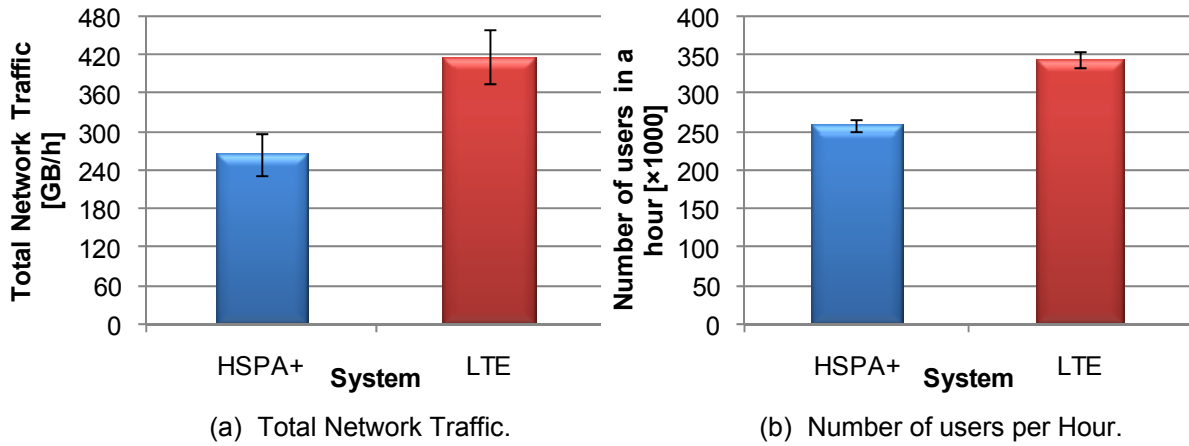 480
420
360
300
240
180
120
60
0
Total Network Traffic
[GB/h]
HSPA+
LTE
System
(a) Total Network Traffic.
400
350
300
250
200
150
100
50
0
Number of users in a
hour [×1000]
HSPA+
LTE
System
(b) Number of users per Hour.